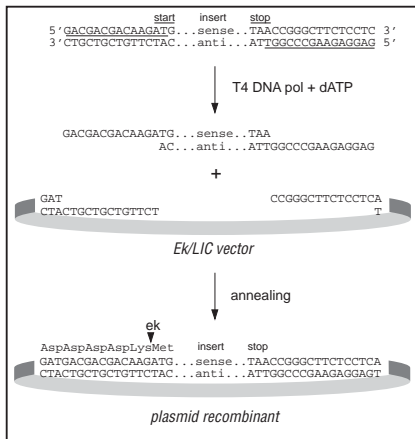 start insert stop
5' GACGACGACAAGATG...sense..TAACCGGGCTTCTCCTC 3'
3' CTGCTGCTGTTCTAC...anti...ATTGGCCCGAAGAGGAG 5'
T4 DNA pol + dATP
GACGACGACAAGATG...sense..TAA
AC...anti...ATTGGCCCGAAGAGGAG
+
GAT CCGGGCTTCTCCTCA
CTACTGCTGCTGTTCT T
Ek/LIC vector
annealing
ek
AspAspAspAspLysMet insert stop
GATGACGACGACAAGATG...sense...TAACCGGGCTTCTCCTCA
CTACTGCTGCTGTTCTAC...anti...ATTGGCCCGAAGAGGAGT
plasmid recombinant